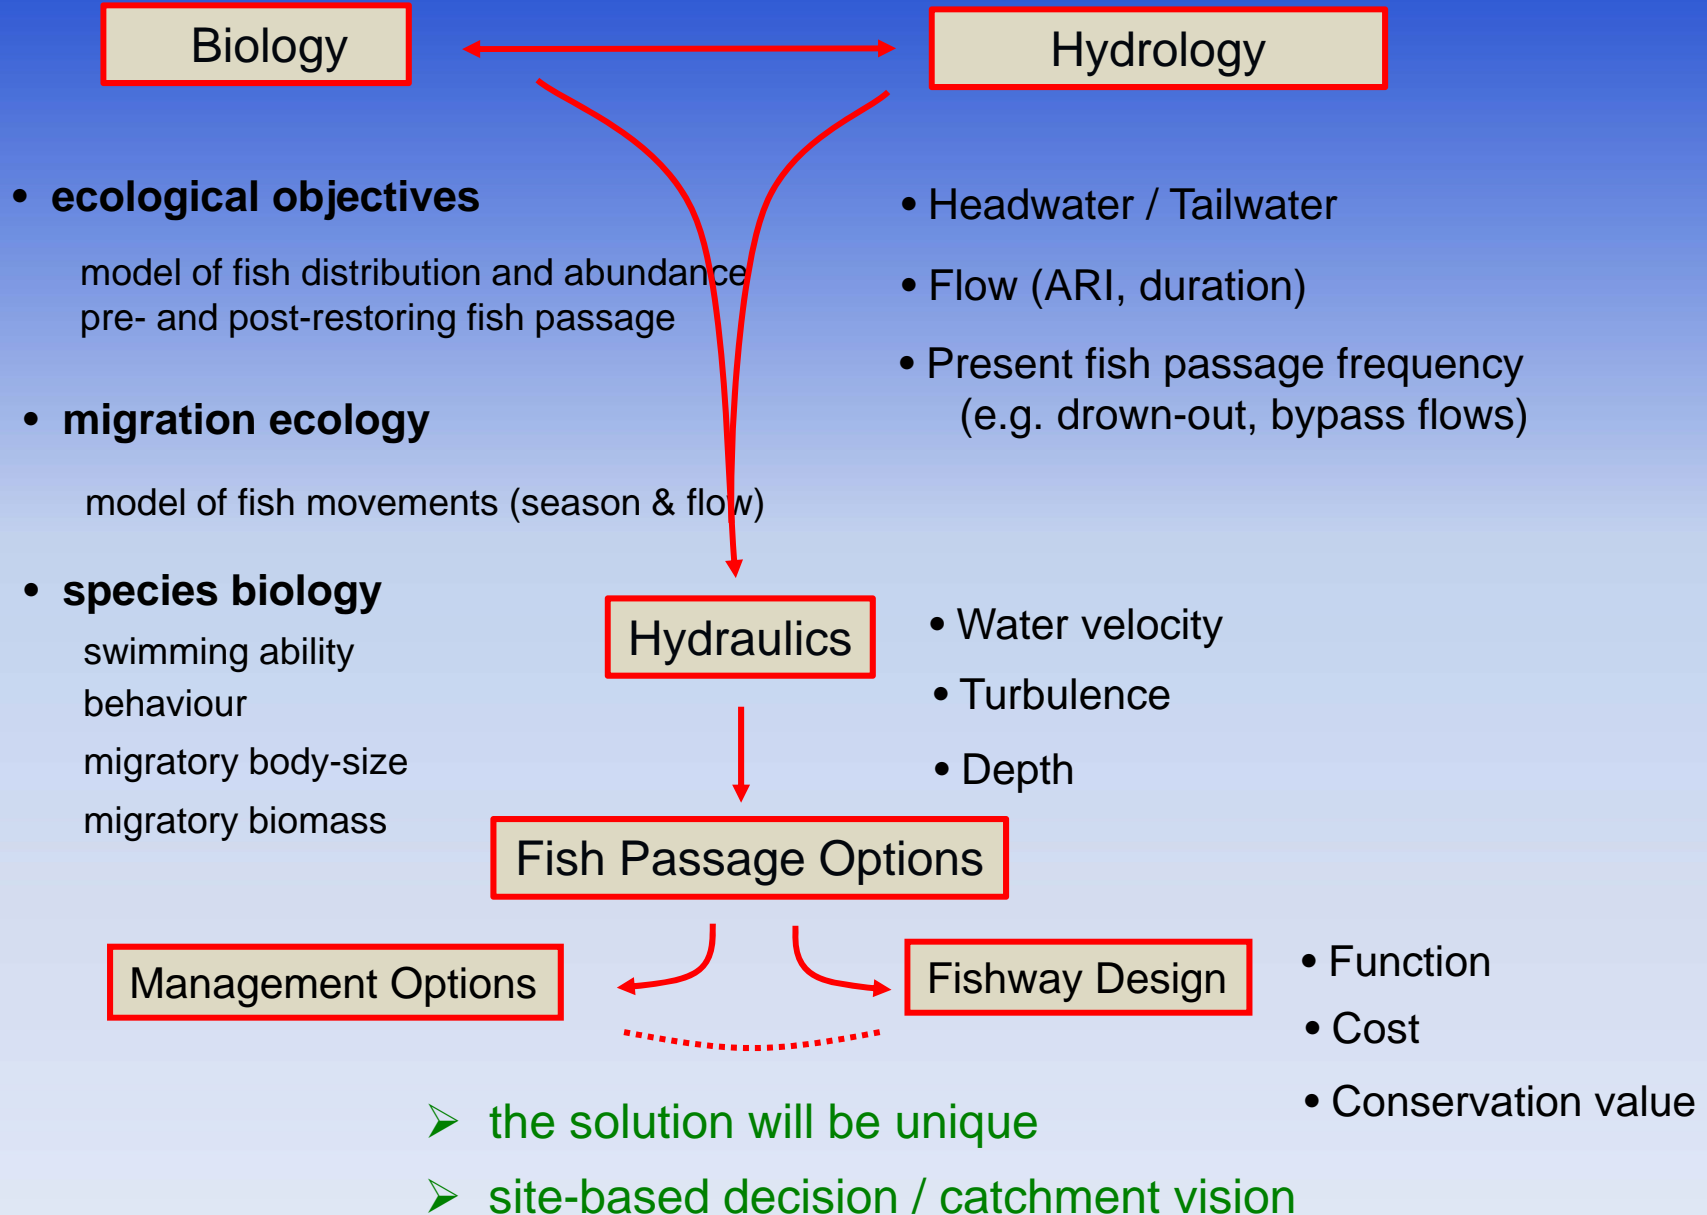 Biology
Hydrology
• ecological objectives
model of fish distribution and abundance
pre- and post-restoring fish passage
• migration ecology
model of fish movements (season & flow)
• species biology
swimming ability
behaviour
migratory body-size
migratory biomass
• Headwater / Tailwater
• Flow (ARI, duration)
• Present fish passage frequency
(e.g. drown-out, bypass flows)
Hydraulics
• Water velocity
• Turbulence
• Depth
Fish Passage Options
Management Options
Fishway Design
• Function
• Cost
• Conservation value
➢ the solution will be unique
➢ site-based decision / catchment vision